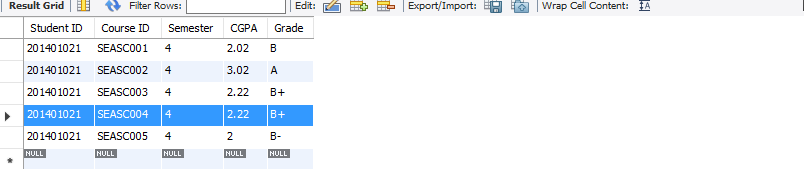 Result Grid Filter Rows: Edit: Export/Import: Wrap Cell Content: IA
Student ID Course ID Semester CGPA Grade
201401021 SEASC001 4 2.02 B
201401021 SEASC002 4 3.02 A
201401021 SEASC003 4 2.22 B+
201401021 SEASC004 4 2.22 B+
201401021 SEASC005 4 2 B-
NULL NULL NULL NULL NULL